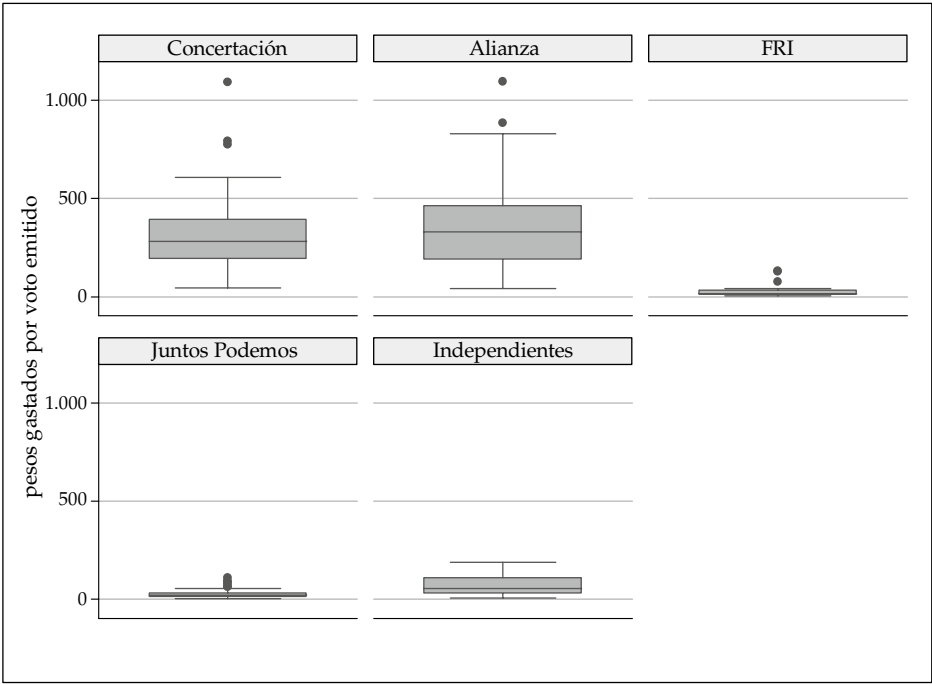 Concertación
Alianza
FRI
1.000
500
0
Juntos Podemos
Independientes
1.000
500
0
pesos gastados por voto emitido